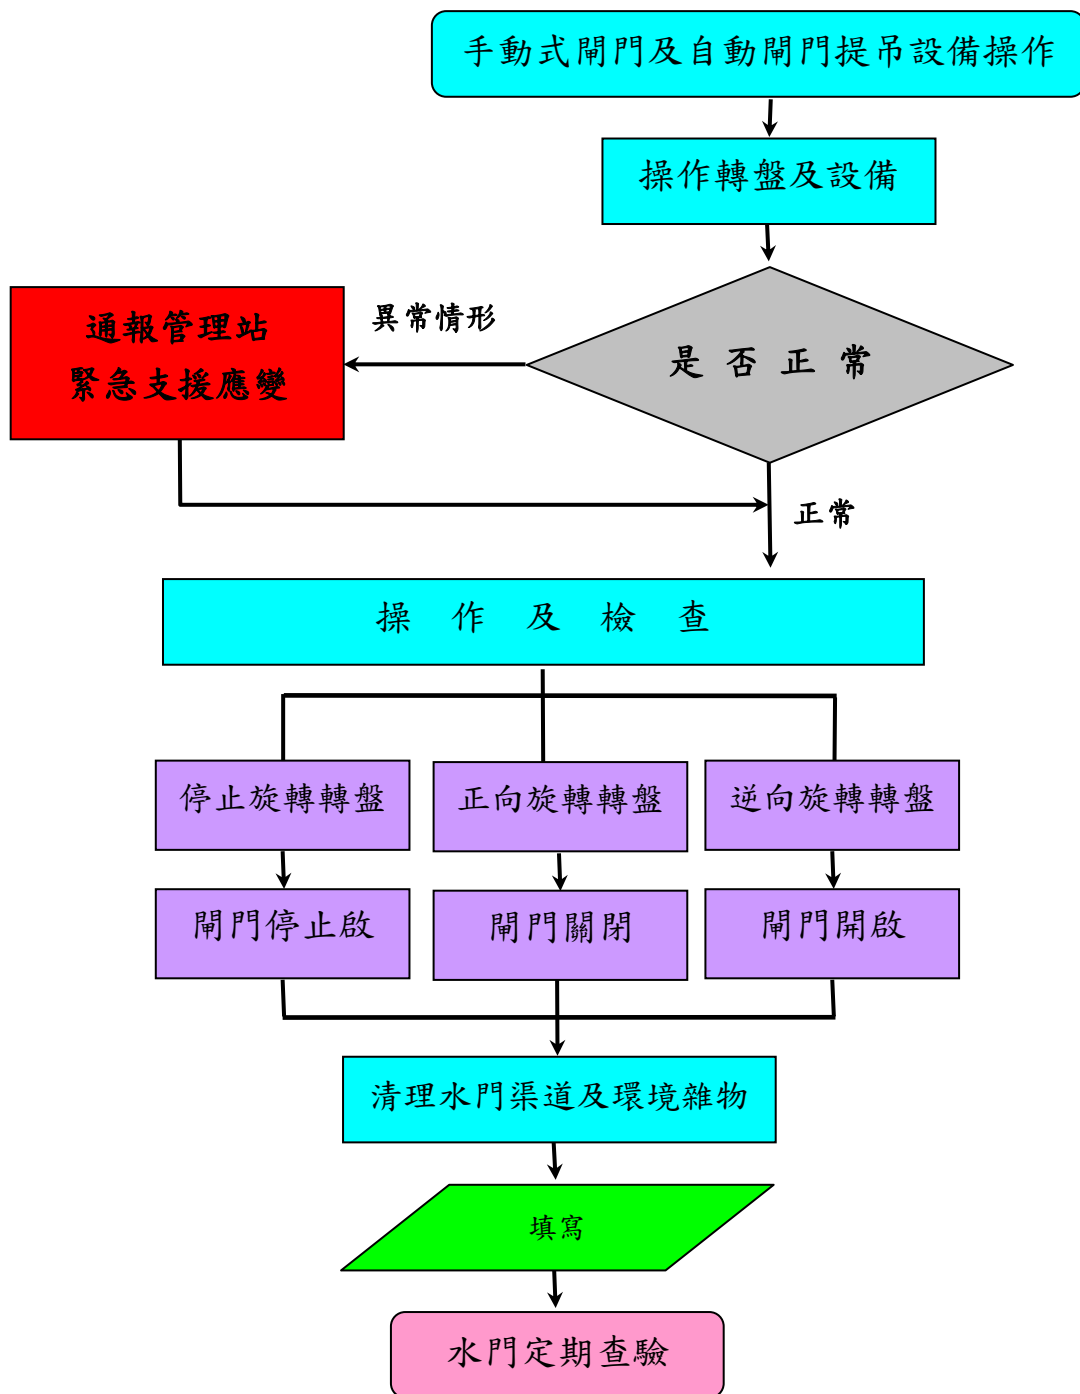 手動式閘門及自動閘門提吊設備操作
操作轉盤及設備
異常情形
是否正常
通報管理站
緊急支援應變
正常
操作及檢查
停止旋轉轉盤
正向旋轉轉盤
逆向旋轉轉盤
閘門停止啟
閘門關閉
閘門開啟
清理水門渠道及環境雜物
填寫
水門定期查驗